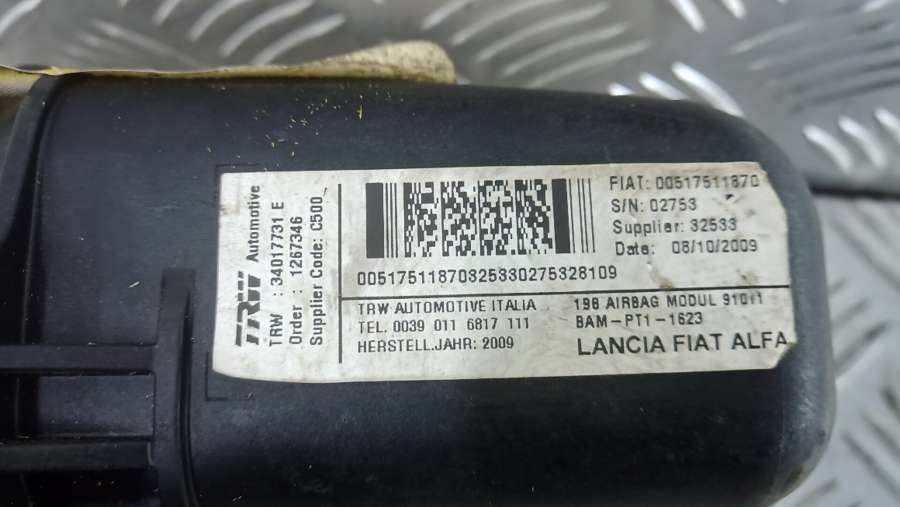 TRW Automotive
TRW : 34017731 E
Order : 1267346
Supplier Code: C500
FIAT: 00517511870
S/N: 02753
Supplier: 32533
Date: 08/10/2009
00517511870325330275328109
TRW AUTOMOTIVE ITALIA
TEL. 0039 011 6817 111
HERSTELL.JAHR: 2009
198 AIRBAG MODUL 91011
BAM-PT1-1623
LANCIA FIAT ALFA